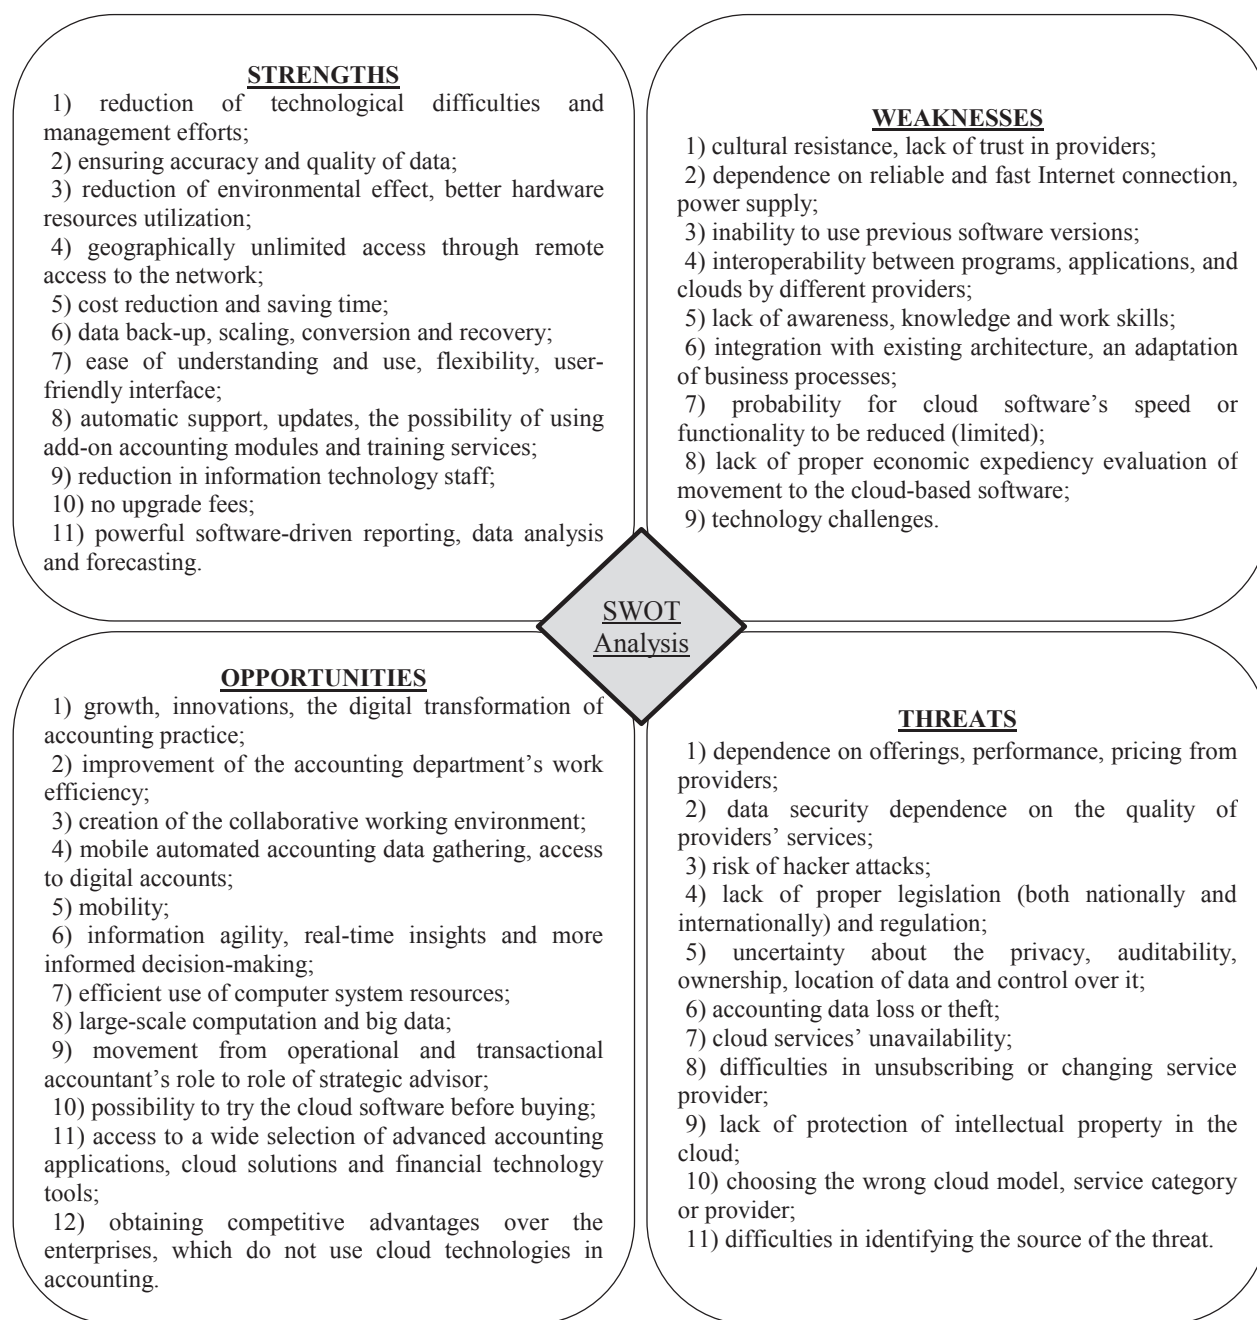 STRENGTHS
1) reduction of technological difficulties and
management efforts;
2) ensuring accuracy and quality of data;
3) reduction of environmental effect, better hardware
resources utilization;
4) geographically unlimited access through remote
access to the network;
5) cost reduction and saving time;
6) data back-up, scaling, conversion and recovery;
7) ease of understanding and use, flexibility, user-
friendly interface;
8) automatic support, updates, the possibility of using
add-on accounting modules and training services;
9) reduction in information technology staff;
10) no upgrade fees;
11) powerful software-driven reporting, data analysis
and forecasting.
WEAKNESSES
1) cultural resistance, lack of trust in providers;
2) dependence on reliable and fast Internet connection,
power supply;
3) inability to use previous software versions;
4) interoperability between programs, applications, and
clouds by different providers;
5) lack of awareness, knowledge and work skills;
6) integration with existing architecture, an adaptation
of business processes;
7) probability for cloud software's speed or
functionality to be reduced (limited);
8) lack of proper economic expediency evaluation of
movement to the cloud-based software;
9) technology challenges.
SWOT
Analysis
OPPORTUNITIES
1) growth, innovations, the digital transformation of
accounting practice;
2) improvement of the accounting department's work
efficiency;
3) creation of the collaborative working environment;
4) mobile automated accounting data gathering, access
to digital accounts;
5) mobility;
6) information agility, real-time insights and more
informed decision-making;
7) efficient use of computer system resources;
8) large-scale computation and big data;
9) movement from operational and transactional
accountant's role to role of strategic advisor;
10) possibility to try the cloud software before buying;
11) access to a wide selection of advanced accounting
applications, cloud solutions and financial technology
tools;
12) obtaining competitive advantages over the
enterprises, which do not use cloud technologies in
accounting.
THREATS
1) dependence on offerings, performance, pricing from
providers;
2) data security dependence on the quality of
providers' services;
3) risk of hacker attacks;
4) lack of proper legislation (both nationally and
internationally) and regulation;
5) uncertainty about the privacy, auditability,
ownership, location of data and control over it;
6) accounting data loss or theft;
7) cloud services' unavailability;
8) difficulties in unsubscribing or changing service
provider;
9) lack of protection of intellectual property in the
cloud;
10) choosing the wrong cloud model, service category
or provider;
11) difficulties in identifying the source of the threat.